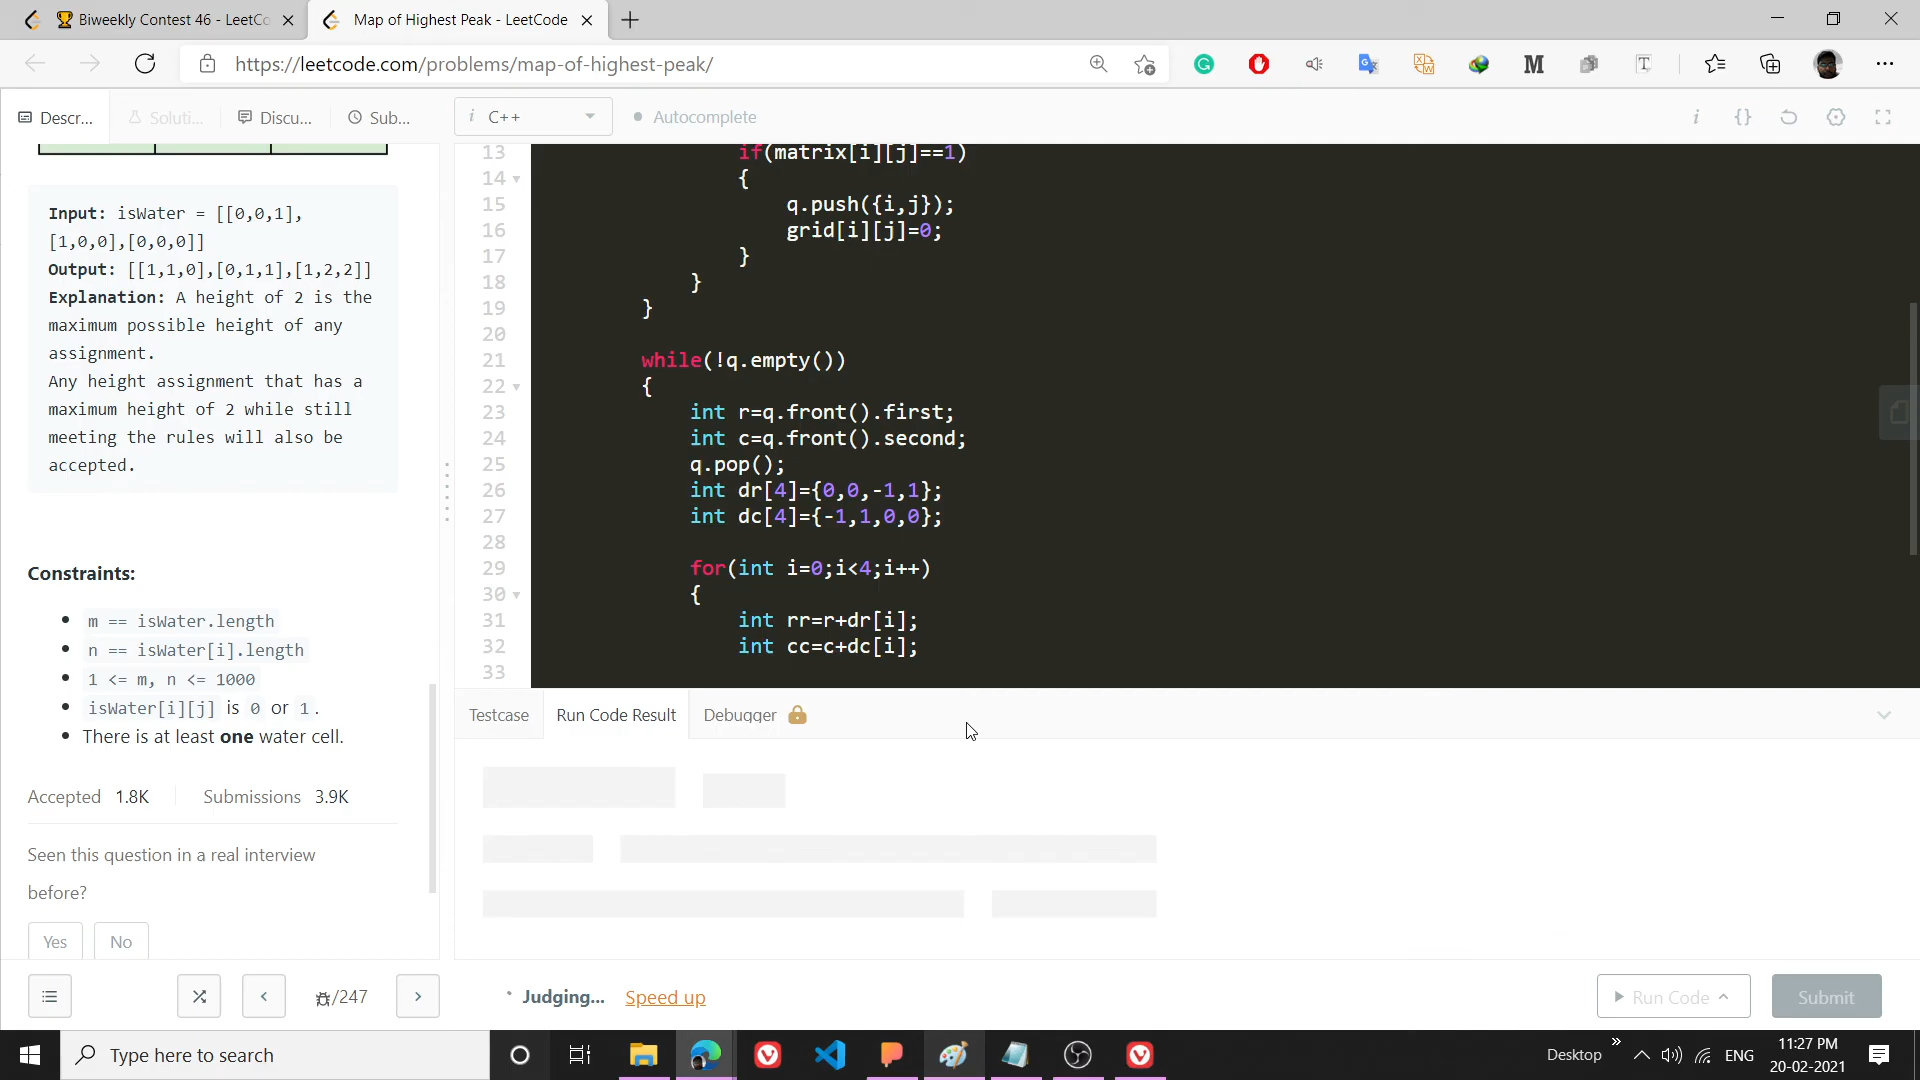 Biweekly Contest 46 - LeetCo
Map of Highest Peak - LeetCode
https://leetcode.com/problems/map-of-highest-peak/
Descr...
Soluti...
Discu...
Sub...
i C++
Autocomplete
Input: isWater = [[0,0,1],
[1,0,0],[0,0,0]]
Output: [[1,1,0],[0,1,1],[1,2,2]]
Explanation: A height of 2 is the
maximum possible height of any
assignment.
Any height assignment that has a
maximum height of 2 while still
meeting the rules will also be
accepted.
Constraints:
m == isWater.length
n == isWater[i].length
1 <= m, n <= 1000
isWater[i][j] is 0 or 1.
There is at least one water cell.
Accepted 1.8K Submissions 3.9K
Seen this question in a real interview
before?
Yes No
/247
13 if(matrix[i][j]==1)
14 {
15 q.push({i,j});
16 grid[i][j]=0;
17 }
18 }
19 }
20
21 while(!q.empty())
22 {
23 int r=q.front().first;
24 int c=q.front().second;
25 q.pop();
26 int dr[4]={0,0,-1,1};
27 int dc[4]={-1,1,0,0};
28
29 for(int i=0;i<4;i++)
30 {
31 int rr=r+dr[i];
32 int cc=c+dc[i];
33
Testcase Run Code Result Debugger
Judging... Speed up
Run Code Submit
Type here to search
Desktop
ENG
11:27 PM
20-02-2021